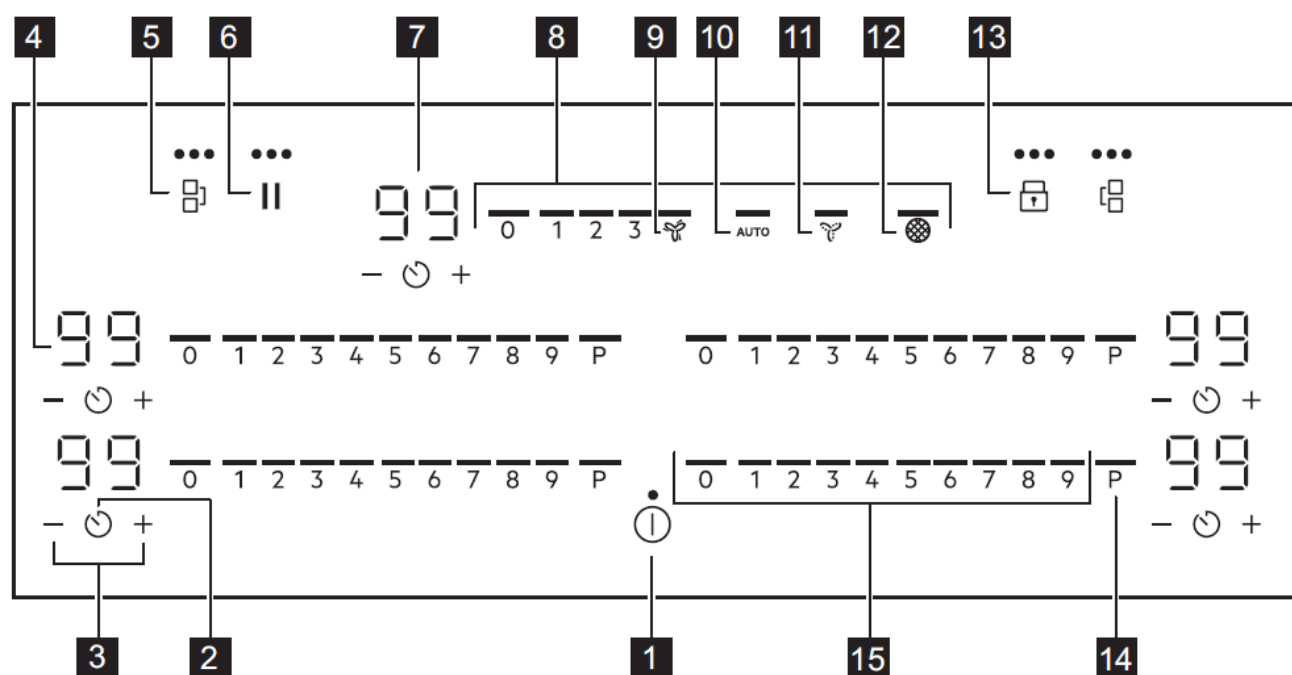 4 5 6 7 8 9 10 11 12 13
99 0 1 2 3 AUTO
- +
99 0 1 2 3 4 5 6 7 8 9 P 0 1 2 3 4 5 6 7 8 9 P 99
- + - +
99 0 1 2 3 4 5 6 7 8 9 P 0 1 2 3 4 5 6 7 8 9 P 99
- + - +
3 2 1 15 14